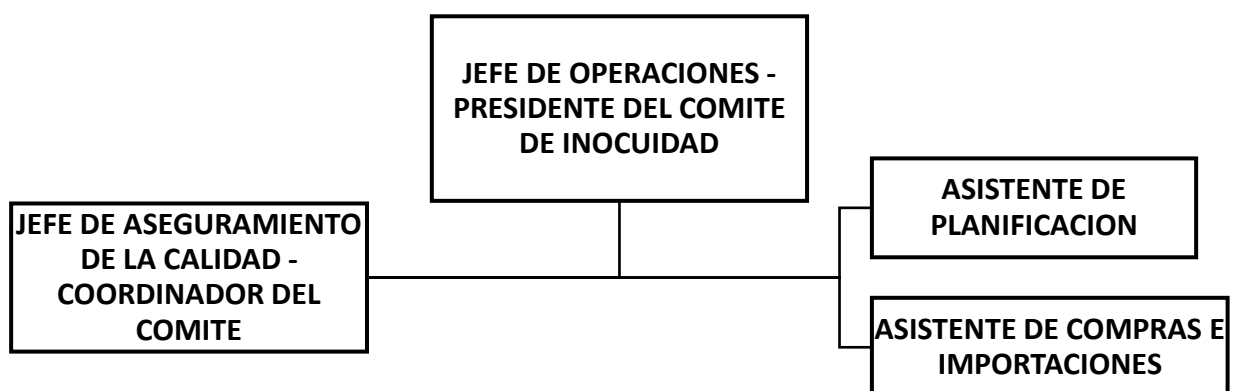 JEFE DE OPERACIONES -
PRESIDENTE DEL COMITE
DE INOCUIDAD
JEFE DE ASEGURAMIENTO
DE LA CALIDAD -
COORDINADOR DEL
COMITE
ASISTENTE DE
PLANIFICACION
ASISTENTE DE COMPRAS E
IMPORTACIONES